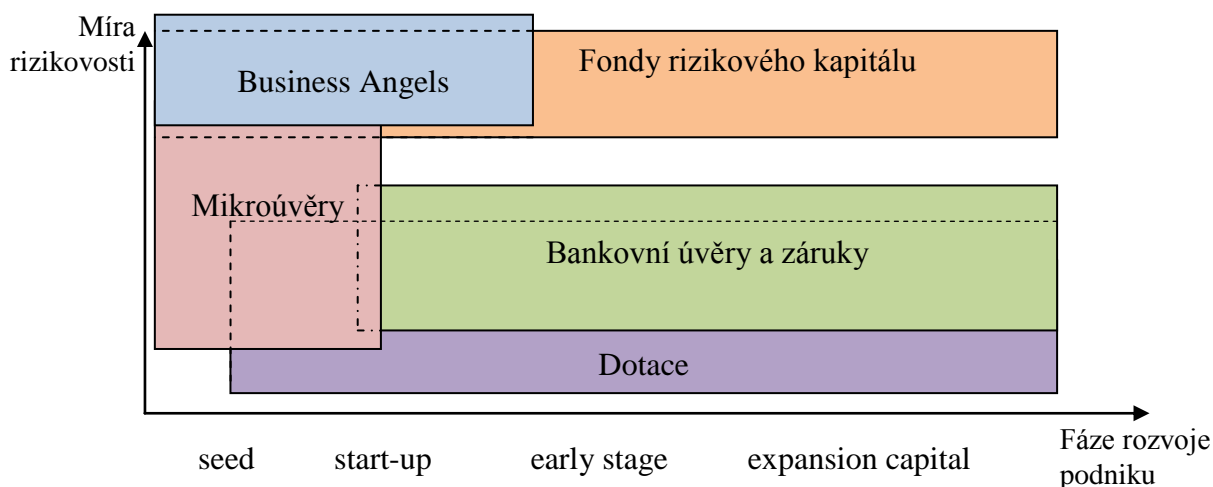 Míra
rizikovosti
Business Angels
Fondy rizikového kapitálu
Mikroúvěry
Bankovní úvěry a záruky
Dotace
seed start-up early stage expansion capital
Fáze rozvoje
podniku